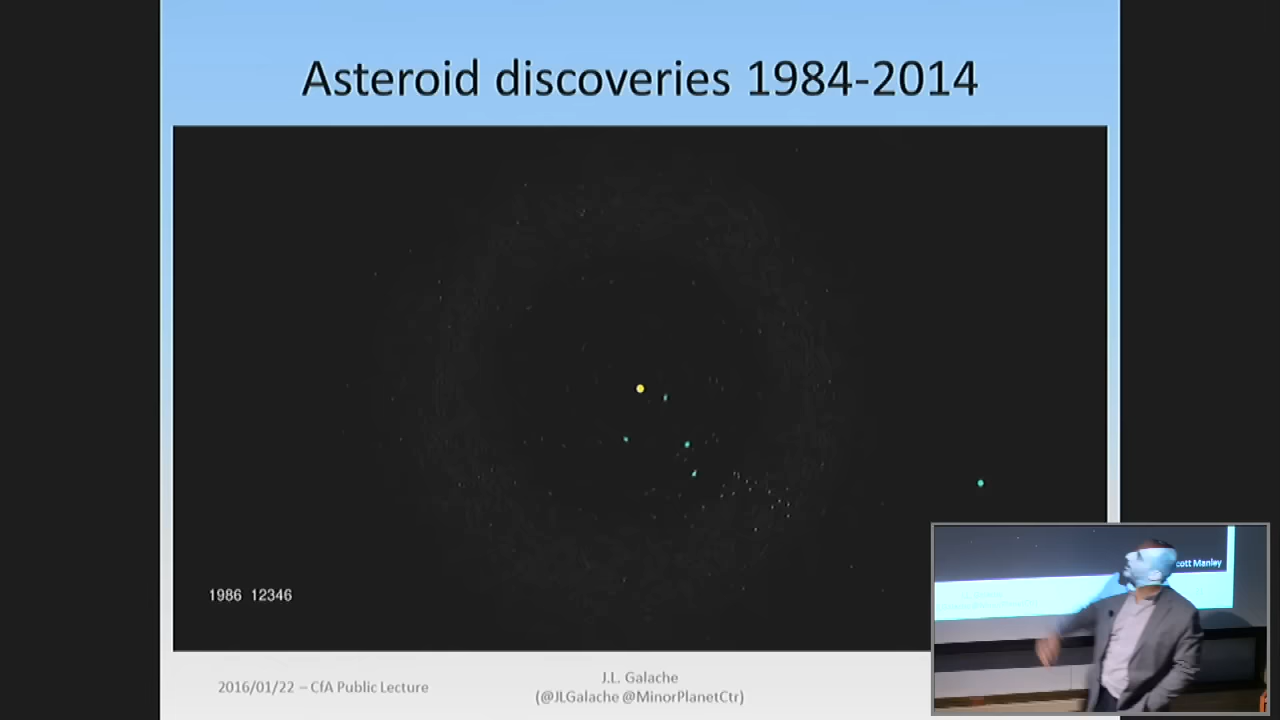 Asteroid discoveries 1984-2014
1986 12346
cott Manley
2016/01/22 – CfA Public Lecture
J.L. Galache
(@JLGalache @MinorPlanetCtr)